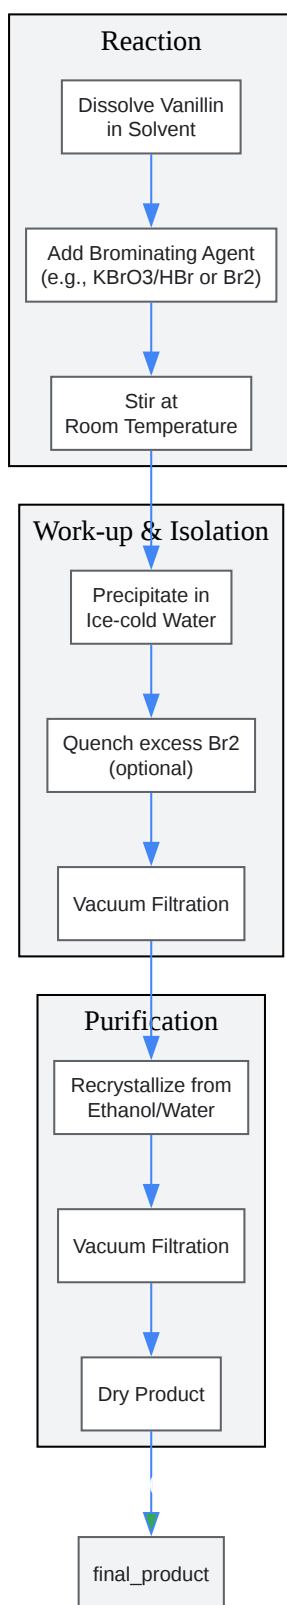 Reaction
Dissolve Vanillin
in Solvent
Add Brominating Agent
(e.g., KBrO3/HBr or Br2)
Stir at
Room Temperature
Work-up & Isolation
Precipitate in
Ice-cold Water
Quench excess Br2
(optional)
Vacuum Filtration
Purification
Recrystallize from
Ethanol/Water
Vacuum Filtration
Dry Product
final_product